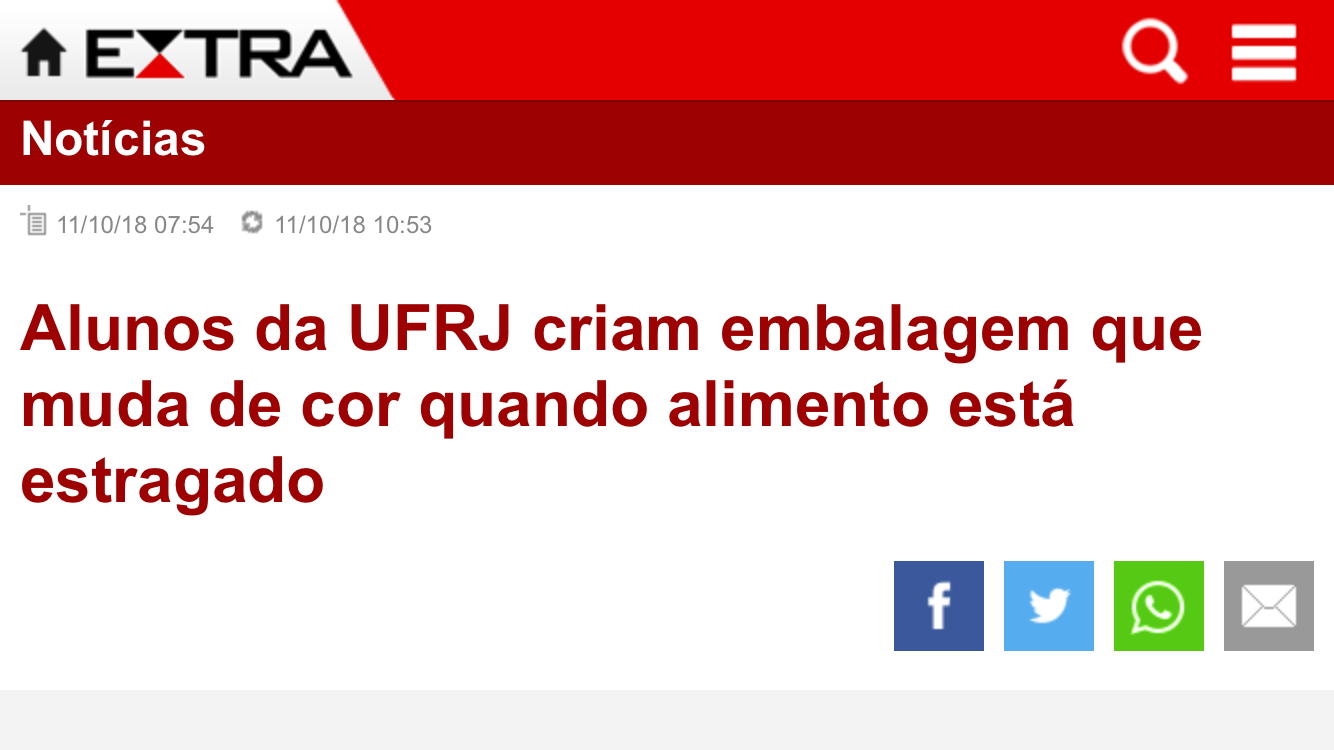 EXTRA
Notícias
11/10/18 07:54 11/10/18 10:53
Alunos da UFRJ criam embalagem que
muda de cor quando alimento está
estragado